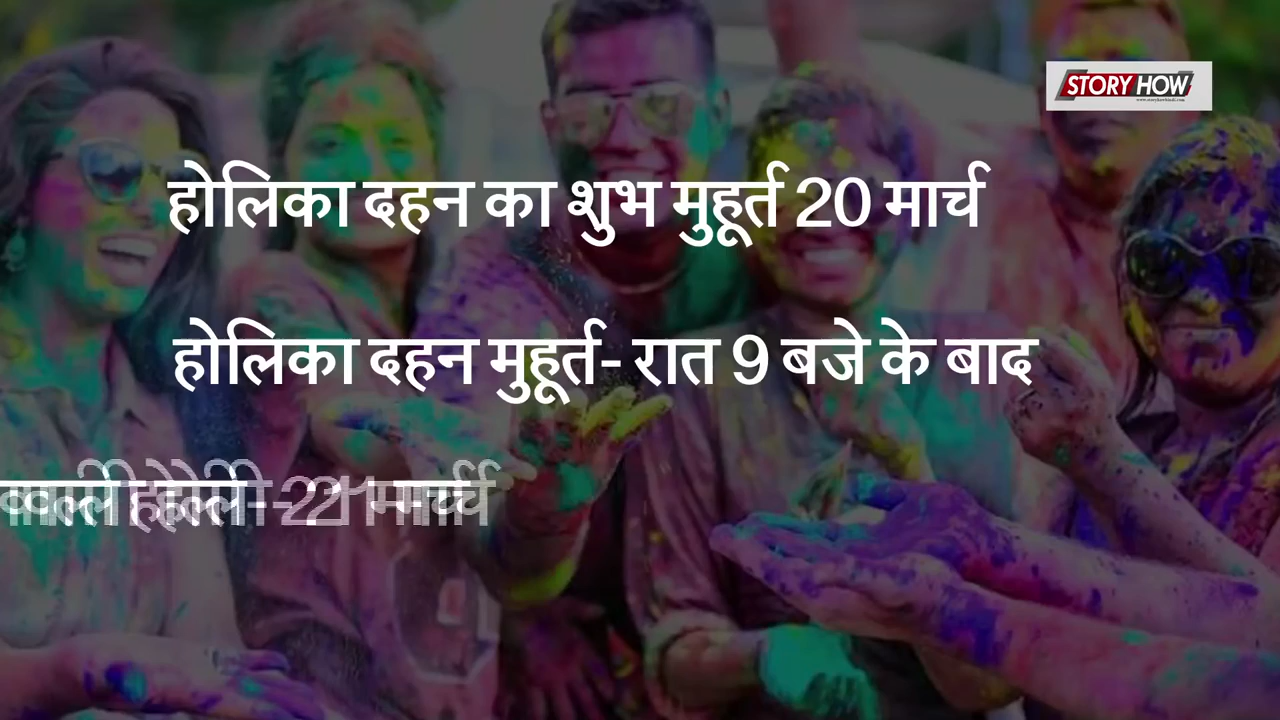 STORY HOW
होलिका दहन का शुभ मुहूर्त 20 मार्च
होलिका दहन मुहूर्त- रात 9 बजे के बाद
होली - 21 मार्च